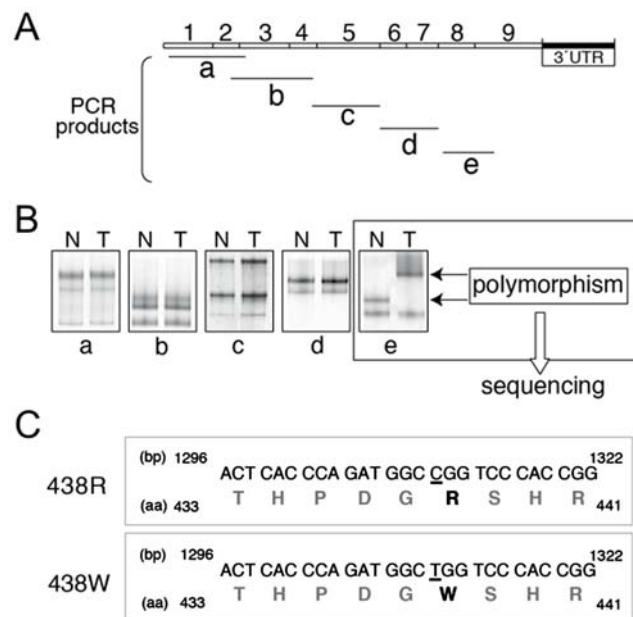 A
1 2 3 4 5 6 7 8 9
3´UTR
PCR
products
a
b
c
d
e
B
N T N T N T N T N T
polymorphism
a b c d e
sequencing
C
438R
(bp) 1296 1322
ACT CAC CCA GAT GGC CGG TCC CAC CGG
T H P D G R S H R
(aa) 433 441
438W
(bp) 1296 1322
ACT CAC CCA GAT GGC TGG TCC CAC CGG
T H P D G W S H R
(aa) 433 441